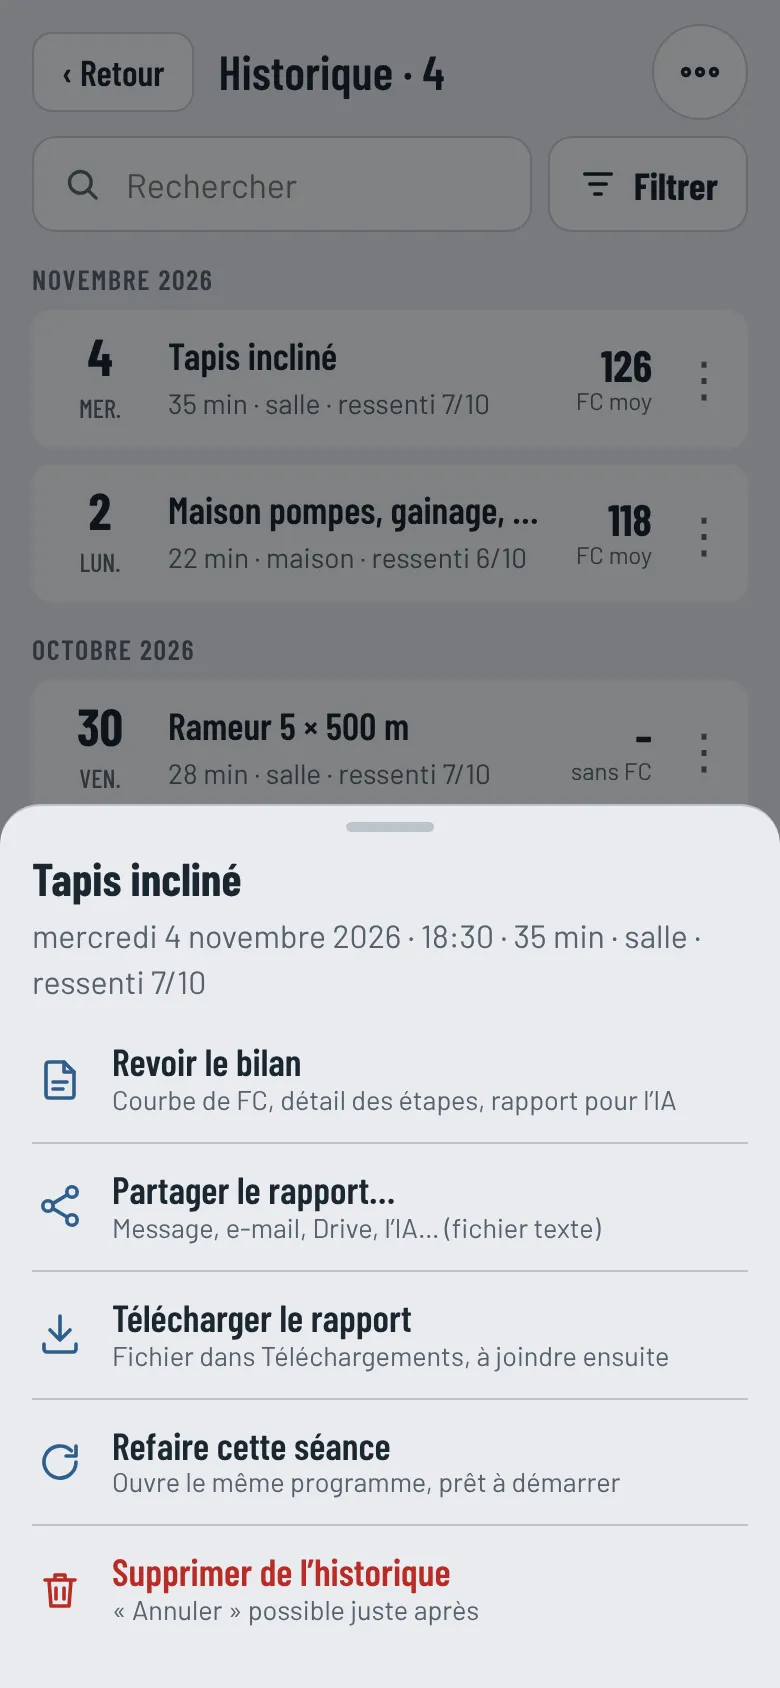 ‹ Retour
Historique · 4
Rechercher
Filtrer
NOVEMBRE 2026
4
MER.
Tapis incliné
35 min · salle · ressenti 7/10
126
FC moy
2
LUN.
Maison pompes, gainage, ...
22 min · maison · ressenti 6/10
118
FC moy
OCTOBRE 2026
30
VEN.
Rameur 5 × 500 m
28 min · salle · ressenti 7/10
–
sans FC
Tapis incliné
mercredi 4 novembre 2026 · 18:30 · 35 min · salle ·
ressenti 7/10
Revoir le bilan
Courbe de FC, détail des étapes, rapport pour l’IA
Partager le rapport…
Message, e-mail, Drive, l’IA… (fichier texte)
Télécharger le rapport
Fichier dans Téléchargements, à joindre ensuite
Refaire cette séance
Ouvre le même programme, prêt à démarrer
Supprimer de l’historique
« Annuler » possible juste après